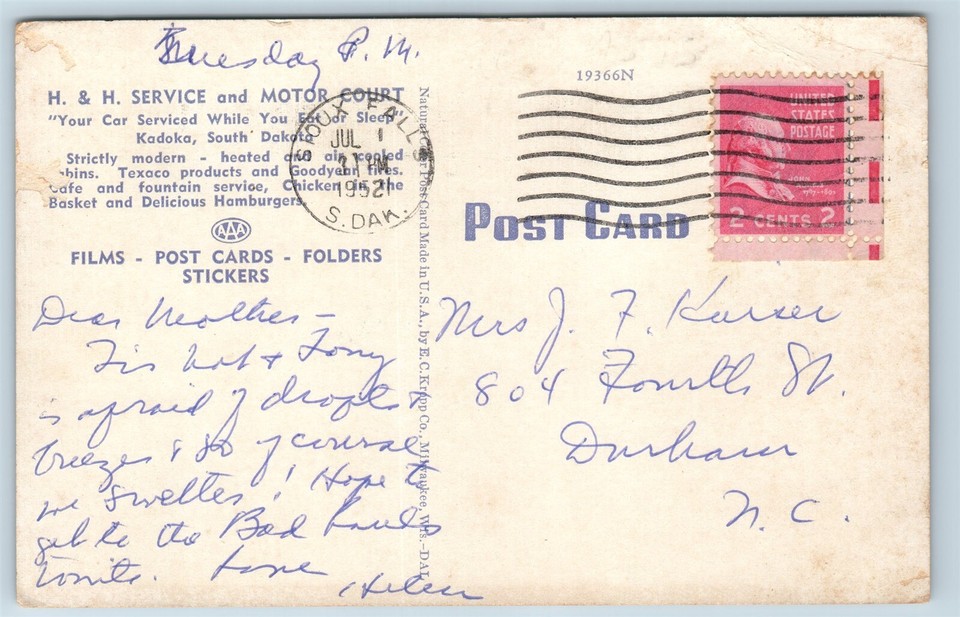 Tuesday P.M.
H. & H. SERVICE and MOTOR COURT
"Your Car Serviced While You Eat or Sleep"
Kadoka, South Dakota
Strictly modern - heated and air cooled
cabins. Texaco products and Goodyear tires.
Cafe and fountain service, Chicken in the
Basket and Delicious Hamburgers.
AAA
FILMS - POST CARDS - FOLDERS
STICKERS
Dear Mother -
Tis hot & Tony
is afraid of drafts &
breezes & so of course
we swelter! Hope to
get to the Bad Lands
tonite. Love
Helen
Natural Color Post Card Made in U.S.A., by E. C. Kropp Co., Milwaukee, Wis.-DAL
SIOUX FALLS
JUL 1
PM
1952
S. DAK.
19366N
POST CARD
UNITED
STATES
POSTAGE
JOHN
2 CENTS 2
Mrs J. F.
804 Fourth St.
Durham
N. C.